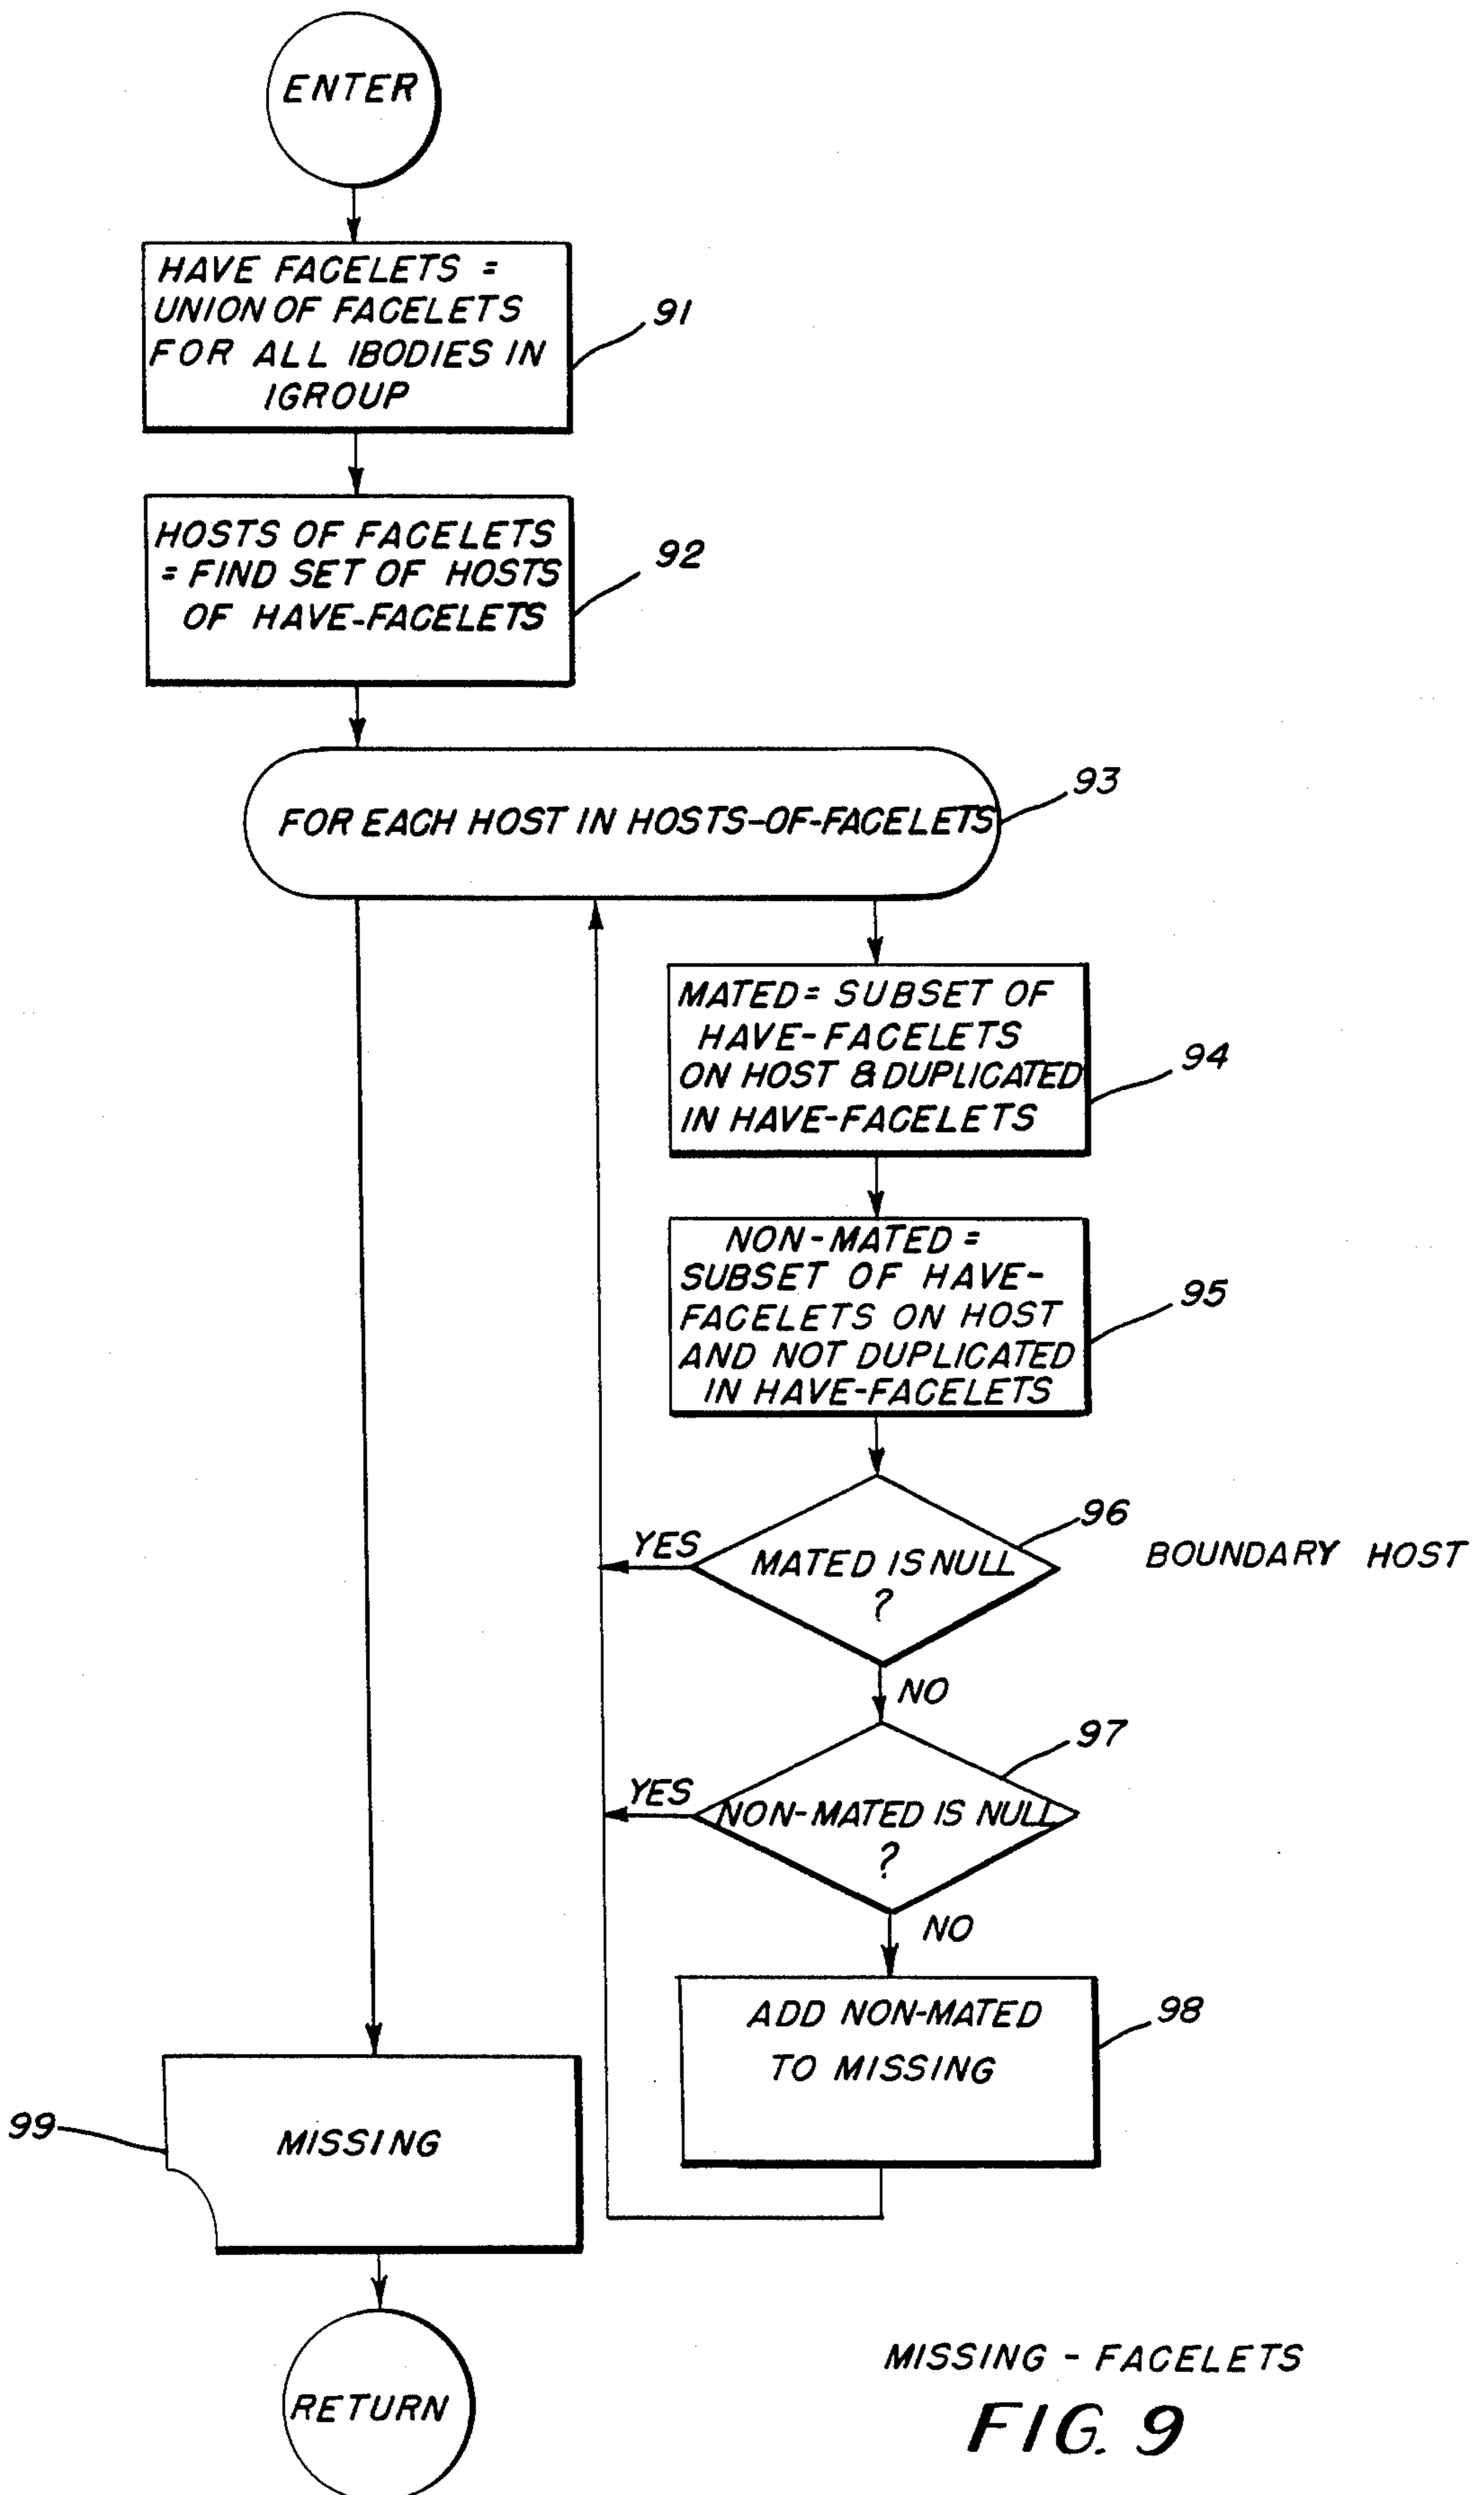 ENTER
HAVE FACELETS =
UNION OF FACELETS
FOR ALL IBODIES IN
IGROUP
91
HOSTS OF FACELETS
= FIND SET OF HOSTS
OF HAVE-FACELETS
92
FOR EACH HOST IN HOSTS-OF-FACELETS
93
MATED = SUBSET OF
HAVE-FACELETS
ON HOST & DUPLICATED
IN HAVE-FACELETS
94
NON-MATED =
SUBSET OF HAVE-
FACELETS ON HOST
AND NOT DUPLICATED
IN HAVE-FACELETS
95
96
YES
MATED IS NULL
?
BOUNDARY HOST
NO
97
YES
NON-MATED IS NULL
?
NO
ADD NON-MATED
TO MISSING
98
99
MISSING
RETURN
MISSING - FACELETS
FIG. 9